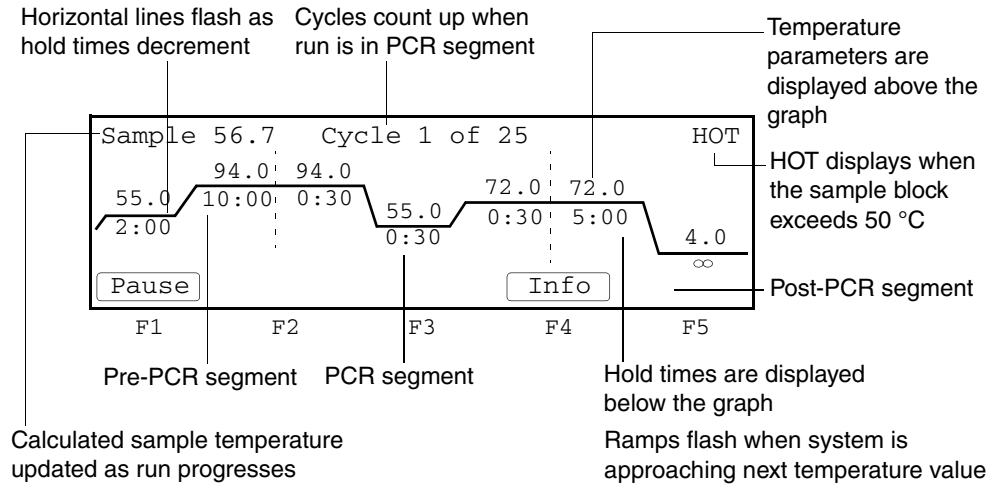 Horizontal lines flash as
hold times decrement
Cycles count up when
run is in PCR segment
Temperature
parameters are
displayed above the
graph
Sample 56.7 Cycle 1 of 25 HOT
HOT displays when
the sample block
exceeds 50 °C
94.0 94.0
55.0 10:00 0:30
2:00
55.0
0:30
72.0 72.0
0:30 5:00
4.0
∞
Pause Info
Post-PCR segment
F1 F2 F3 F4 F5
Pre-PCR segment
PCR segment
Hold times are displayed
below the graph
Calculated sample temperature
updated as run progresses
Ramps flash when system is
approaching next temperature value